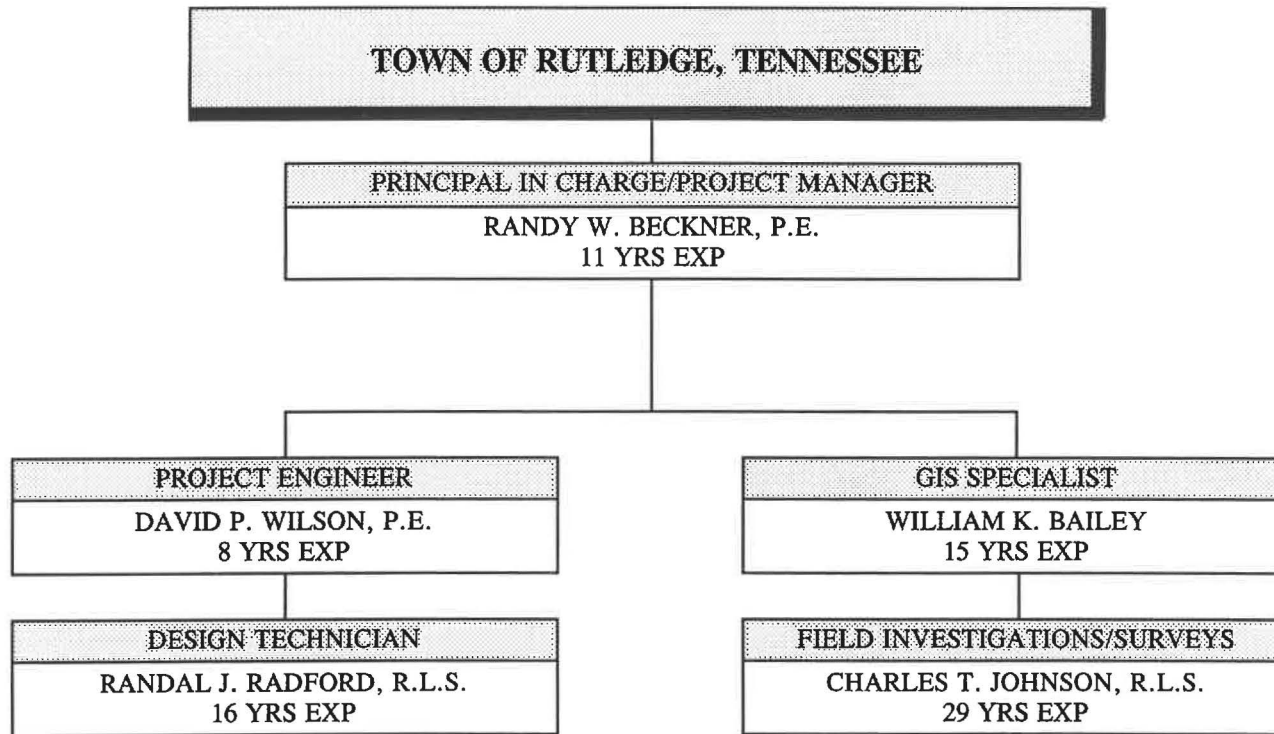 TOWN OF RUTLEDGE, TENNESSEE
PRINCIPAL IN CHARGE/PROJECT MANAGER
RANDY W. BECKNER, P.E.
11 YRS EXP
PROJECT ENGINEER
DAVID P. WILSON, P.E.
8 YRS EXP
DESIGN TECHNICIAN
RANDAL J. RADFORD, R.L.S.
16 YRS EXP
GIS SPECIALIST
WILLIAM K. BAILEY
15 YRS EXP
FIELD INVESTIGATIONS/SURVEYS
CHARLES T. JOHNSON, R.L.S.
29 YRS EXP